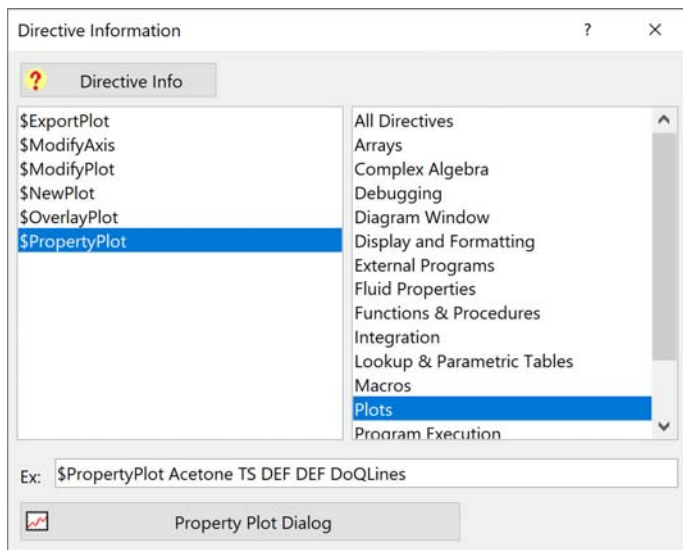 Directive Information
?
Directive Info
$ExportPlot
$ModifyAxis
$ModifyPlot
$NewPlot
$OverlayPlot
$PropertyPlot
All Directives
Arrays
Complex Algebra
Debugging
Diagram Window
Display and Formatting
External Programs
Fluid Properties
Functions & Procedures
Integration
Lookup & Parametric Tables
Macros
Plots
Program Execution
Ex: $PropertyPlot Acetone TS DEF DEF DoQLines
Property Plot Dialog